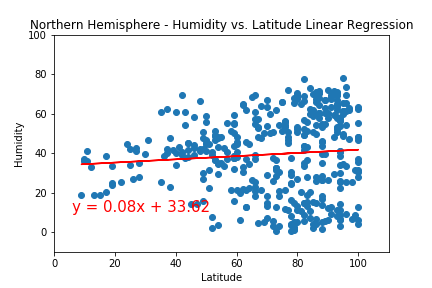 Northern Hemisphere - Humidity vs. Latitude Linear Regression
100
80
60
40
20
0
Humidity
y = 0.08x + 33.62
0 20 40 60 80 100
Latitude